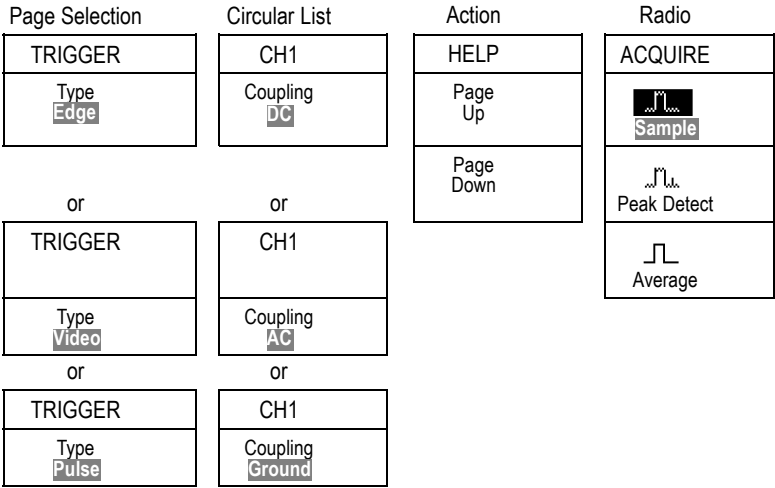 Page Selection
TRIGGER
Type
Edge
or
TRIGGER
Type
Video
or
TRIGGER
Type
Pulse
Circular List
CH1
Coupling
DC
or
CH1
Coupling
AC
or
CH1
Coupling
Ground
Action
HELP
Page
Up
Page
Down
Radio
ACQUIRE
Sample
Peak Detect
Average